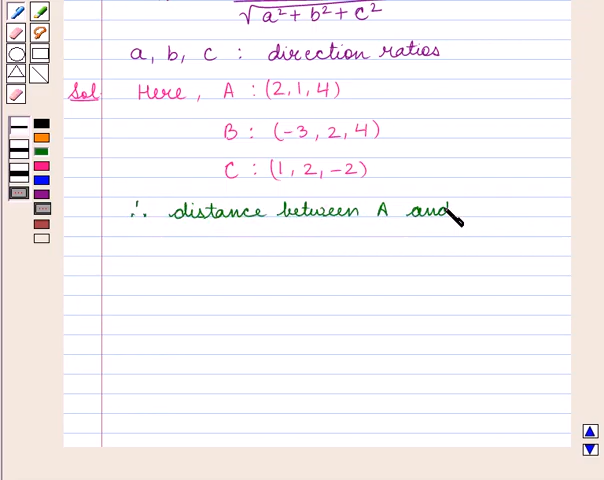 √a² + b² + c²
a, b, c : direction ratios
Sol. Here, A : (2, 1, 4)
B : (-3, 2, 4)
C : (1, 2, -2)
∴ distance between A and